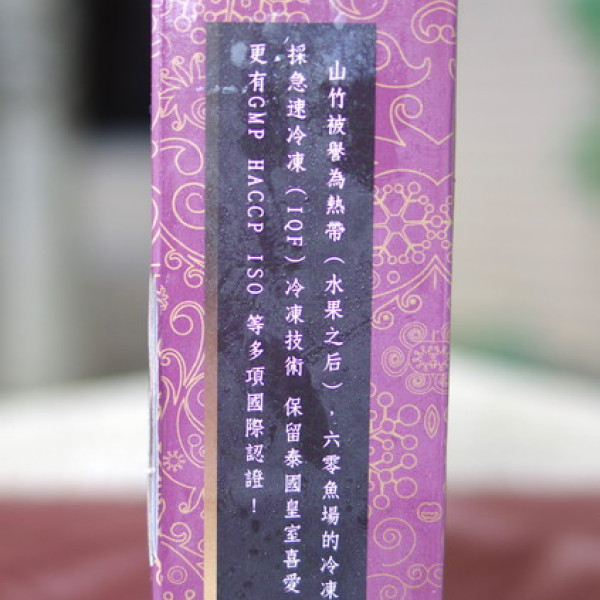 山竹被譽為熱帶（水果之后），六零魚場的冷凍
採急速冷凍（IQF）冷凍技術 保留泰國皇室喜愛
更有GMP HACCP ISO 等多項國際認證！